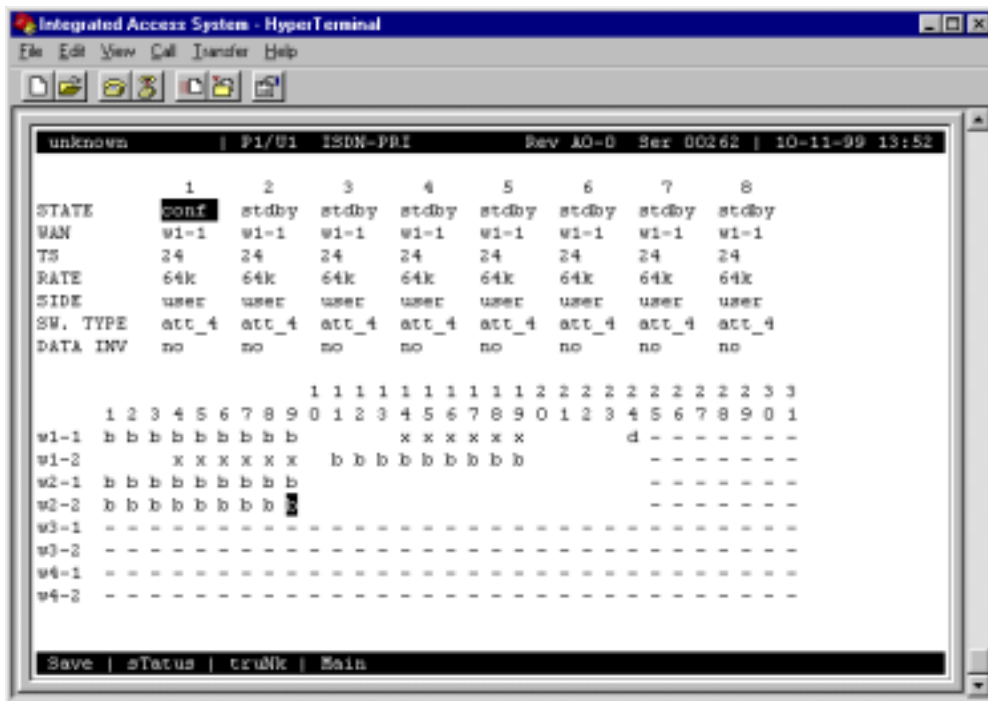 Integrated Access System - HyperTerminal
File Edit View Call Transfer Help
unknown | P1/U1 ISDN-PRI Rev A0-0 Ser 00262 | 10-11-99 13:52
1 2 3 4 5 6 7 8
STATE conf stdby stdby stdby stdby stdby stdby stdby
WAN w1-1 w1-1 w1-1 w1-1 w1-1 w1-1 w1-1 w1-1
TS 24 24 24 24 24 24 24 24
RATE 64k 64k 64k 64k 64k 64k 64k 64k
SIDE user user user user user user user user
SW. TYPE att_4 att_4 att_4 att_4 att_4 att_4 att_4 att_4
DATA INV no no no no no no no no
1 1 1 1 1 1 1 1 1 1 2 2 2 2 2 2 2 2 2 2 3 3
1 2 3 4 5 6 7 8 9 0 1 2 3 4 5 6 7 8 9 0 1 2 3 4 5 6 7 8 9 0 1
w1-1 b b b b b b b b b x x x x x x d - - - - - - -
w1-2 x x x x x x b b b b b b b b b - - - - - - -
w2-1 b b b b b b b b b - - - - - - -
w2-2 b b b b b b b b b - - - - - - -
w3-1 - - - - - - - - - - - - - - - - - - - - - - - - - - - - - - -
w3-2 - - - - - - - - - - - - - - - - - - - - - - - - - - - - - - -
w4-1 - - - - - - - - - - - - - - - - - - - - - - - - - - - - - - -
w4-2 - - - - - - - - - - - - - - - - - - - - - - - - - - - - - - -
Save | sTatus | truNk | Main